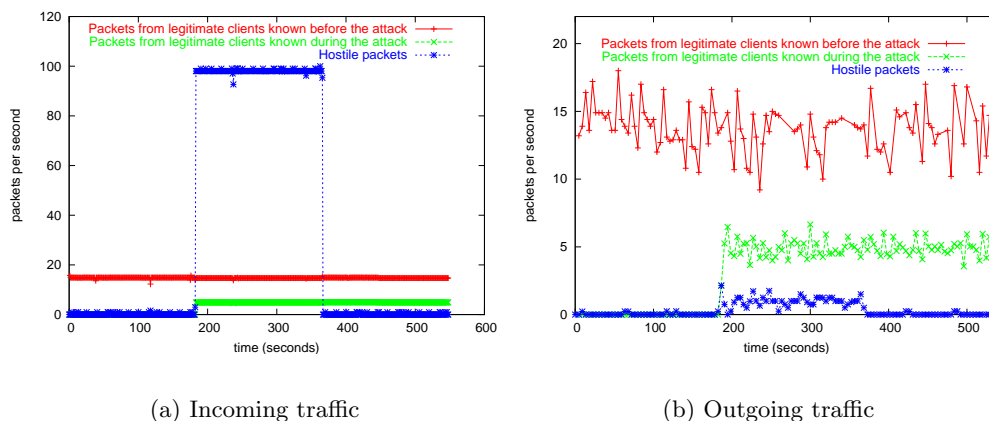 120
100
80
60
40
20
0
packets per second
Packets from legitimate clients known before the attack
Packets from legitimate clients known during the attack
Hostile packets
0 100 200 300 400 500 600
time (seconds)
(a) Incoming traffic
20
15
10
5
0
packets per second
Packets from legitimate clients known before the attack
Packets from legitimate clients known during the attack
Hostile packets
0 100 200 300 400 500
time (seconds)
(b) Outgoing traffic